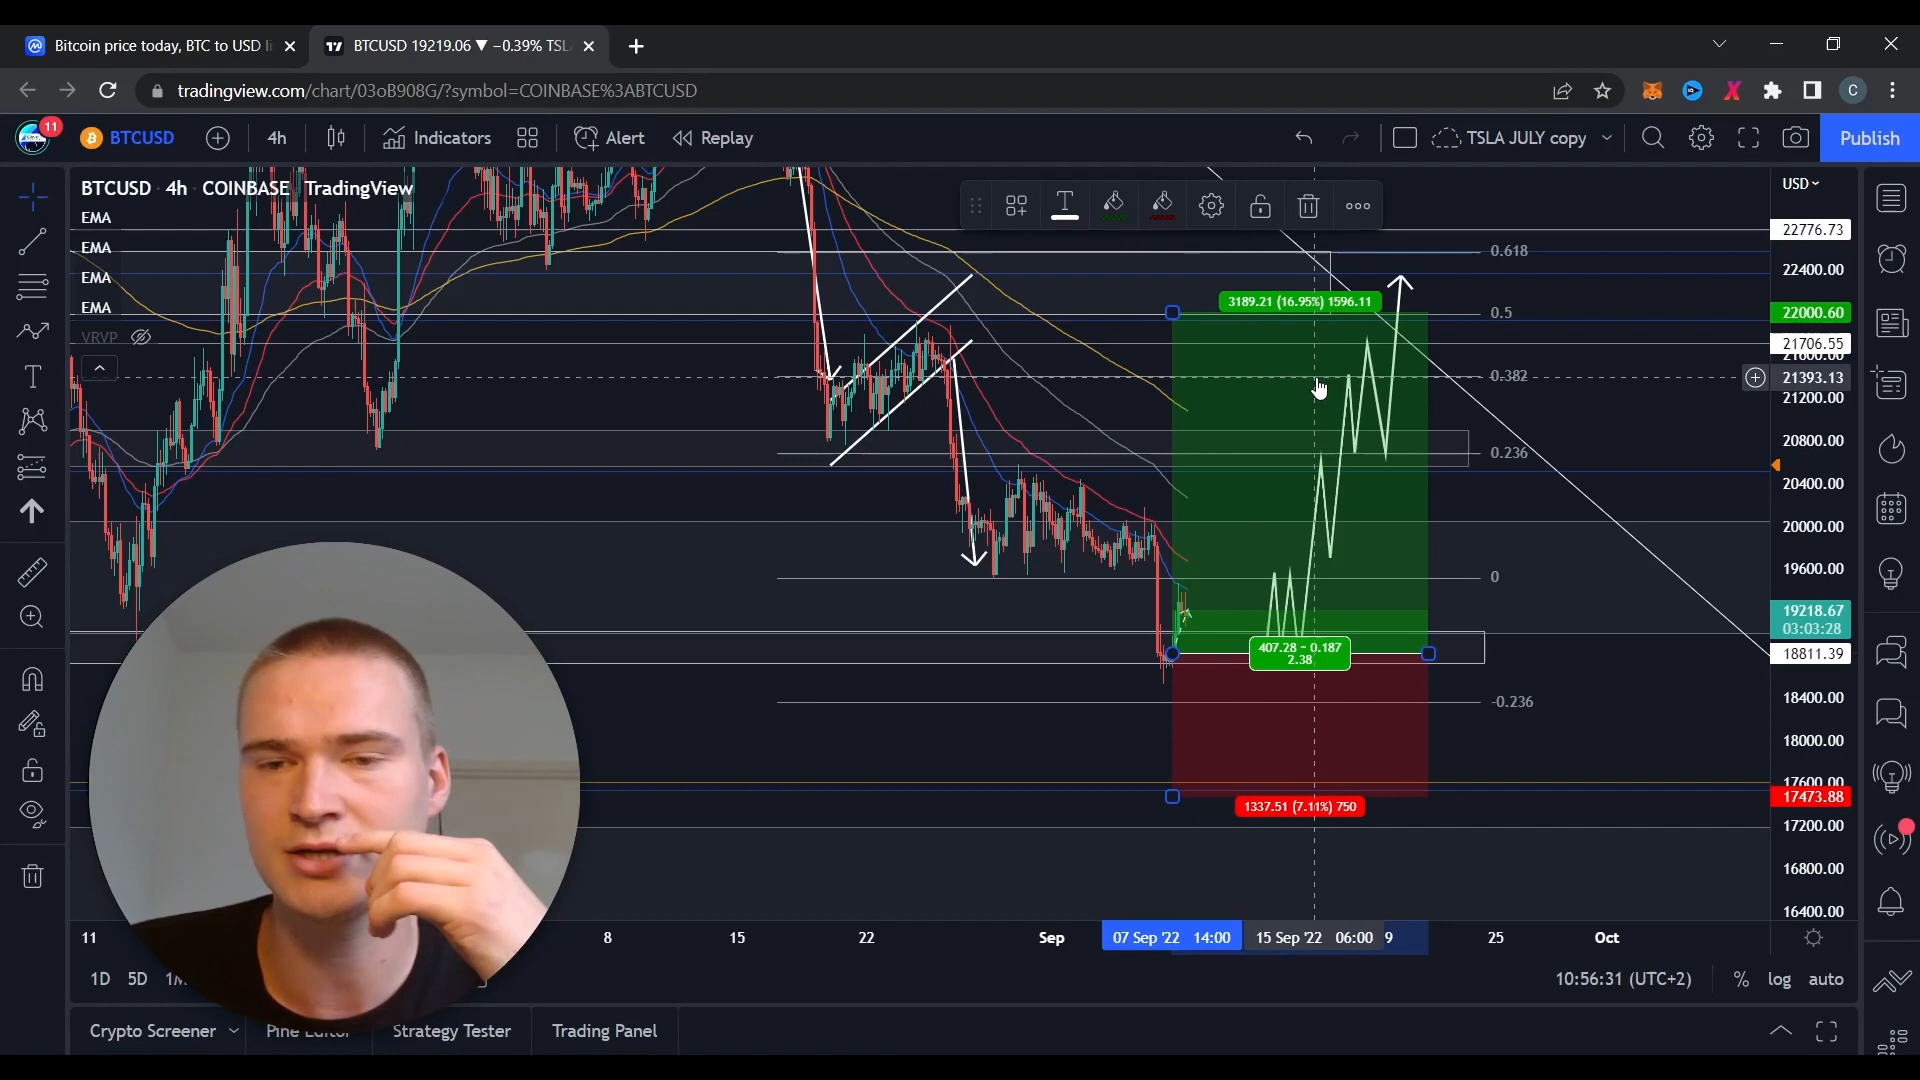 Bitcoin price today, BTC to USD li
BTCUSD 19219.06 ▼ −0.39% TSL
tradingview.com/chart/03oB908G/?symbol=COINBASE%3ABTCUSD
C
11
BTCUSD
4h
Indicators
Alert
Replay
TSLA JULY copy
Publish
BTCUSD 4h COINBASE TradingView
EMA
EMA
EMA
EMA
VRVP
T
T
USD
22776.73
22400.00
22000.60
21706.55
21600.00
21393.13
21200.00
20800.00
20400.00
20000.00
19600.00
19218.67
03:03:28
18811.39
18400.00
18000.00
17600.00
17473.88
17200.00
16800.00
16400.00
0.618
0.5
0.382
0.236
0
-0.236
3189.21 (16.95%) 1596.11
407.28 ~ 0.187
2.38
1337.51 (7.11%) 750
11
8
15
22
Sep
07 Sep '22 14:00
15 Sep '22 06:00
9
25
Oct
1D
5D
10:56:31 (UTC+2)
%
log
auto
Crypto Screener
Pine Editor
Strategy Tester
Trading Panel